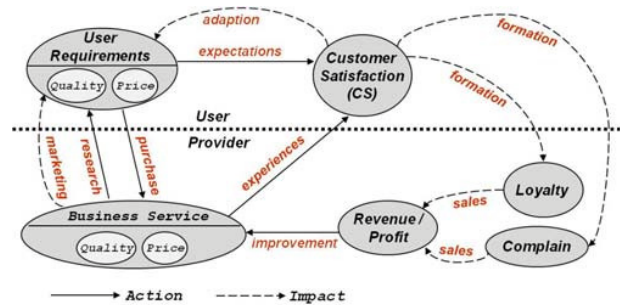 adaption
formation
User
Requirements
Quality
Price
expectations
Customer
Satisfaction
(CS)
formation
User
Provider
marketing
research
purchase
experiences
Business Service
Quality
Price
improvement
Revenue /
Profit
sales
Loyalty
sales
Complain
Action
Impact